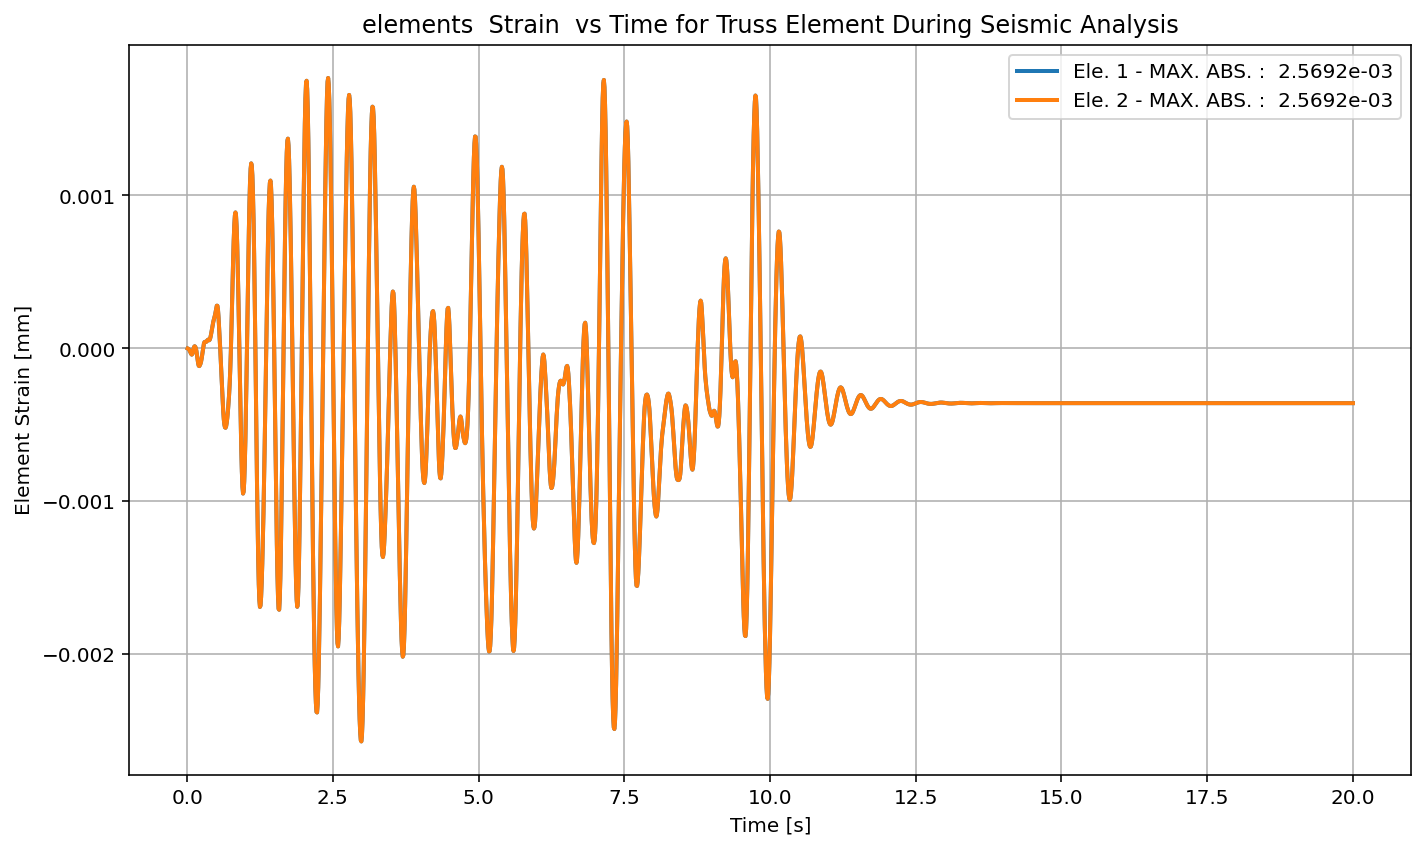 elements  Strain  vs Time for Truss Element During Seismic Analysis
Ele. 1 - MAX. ABS. :  2.5692e-03
Ele. 2 - MAX. ABS. :  2.5692e-03
Element Strain [mm]
0.001
0.000
−0.001
−0.002
0.0 2.5 5.0 7.5 10.0 12.5 15.0 17.5 20.0
Time [s]